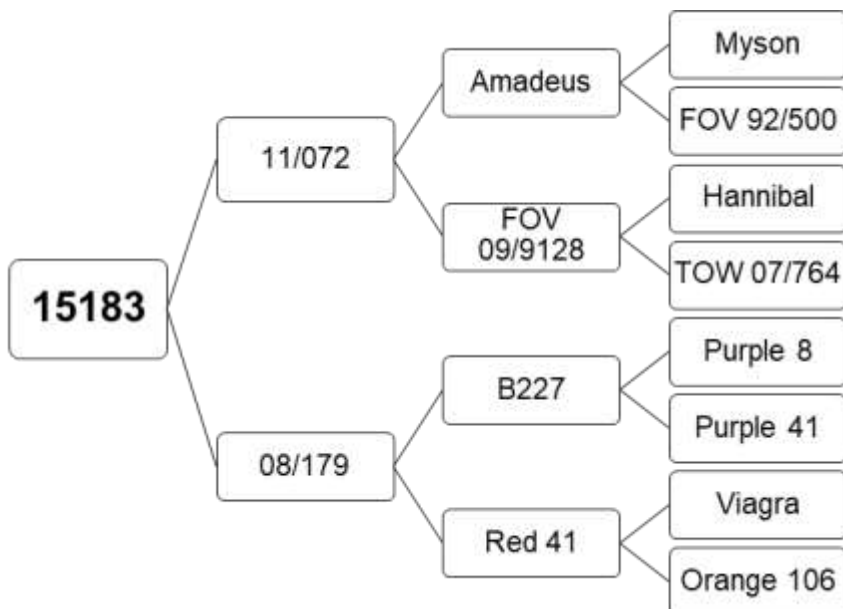 Myson
Amadeus
FOV 92/500
11/072
Hannibal
FOV
09/9128
TOW 07/764
15183
Purple 8
B227
Purple 41
08/179
Viagra
Red 41
Orange 106